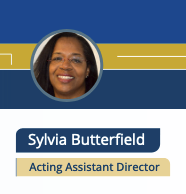 Sylvia Butterfield
Acting Assistant Director